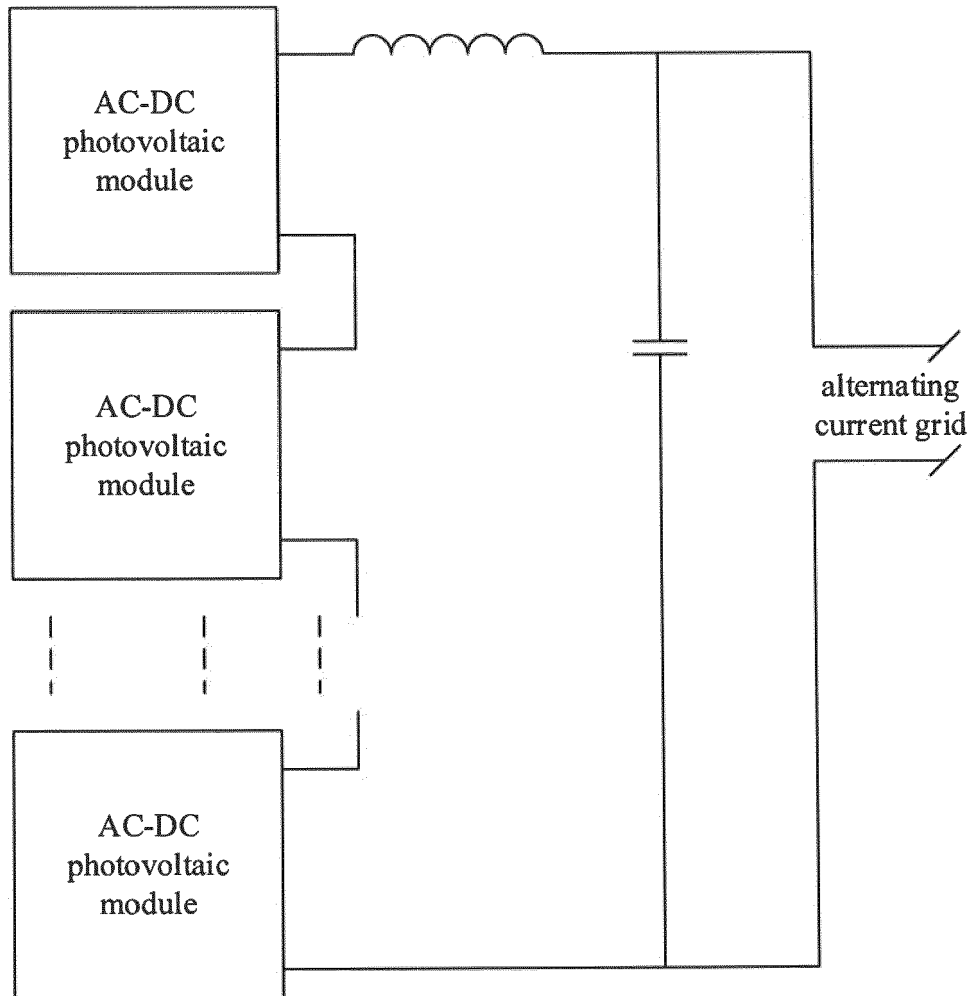 AC-DC
photovoltaic
module
AC-DC
photovoltaic
module
alternating
current grid
AC-DC
photovoltaic
module